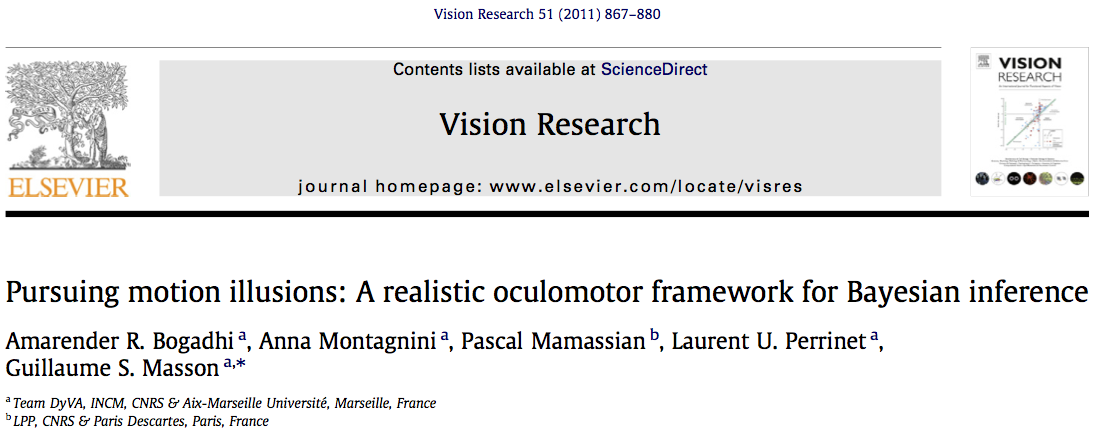 Vision Research 51 (2011) 867–880
Contents lists available at ScienceDirect
Vision Research
journal homepage: www.elsevier.com/locate/visres
ELSEVIER
VISION
RESEARCH
Pursuing motion illusions: A realistic oculomotor framework for Bayesian inference
Amarender R. Bogadhi a, Anna Montagnini a, Pascal Mamassian b, Laurent U. Perrinet a,
Guillaume S. Masson a,*
a Team DyVA, INCM, CNRS & Aix-Marseille Université, Marseille, France
b LPP, CNRS & Paris Descartes, Paris, France